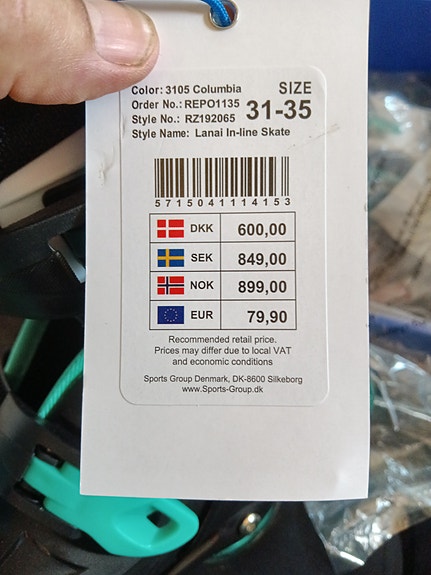 Color: 3105 Columbia
Order No.: REPO1135
Style No.: RZ192065
Style Name: Lanai In-line Skate
SIZE
31-35
5715041114153
DKK 600,00
SEK 849,00
NOK 899,00
EUR 79,90
Recommended retail price.
Prices may differ due to local VAT
and economic conditions
Sports Group Denmark, DK-8600 Silkeborg
www.Sports-Group.dk